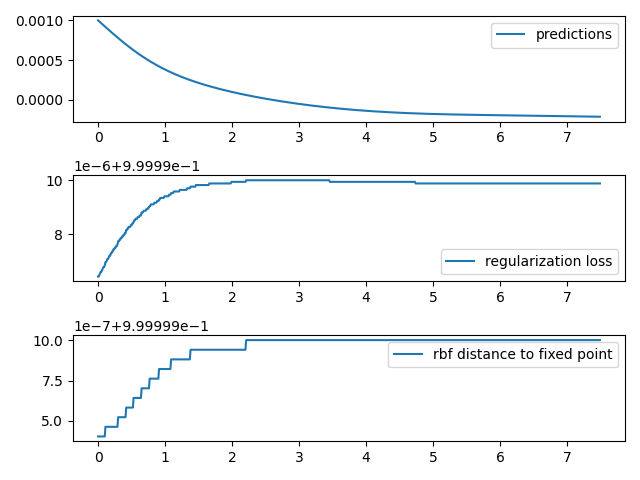 0.0010
0.0005
0.0000
predictions
0 1 2 3 4 5 6 7
1e−6+9.9999e−1
10
8
regularization loss
0 1 2 3 4 5 6 7
1e−7+9.99999e−1
10.0
7.5
5.0
rbf distance to fixed point
0 1 2 3 4 5 6 7